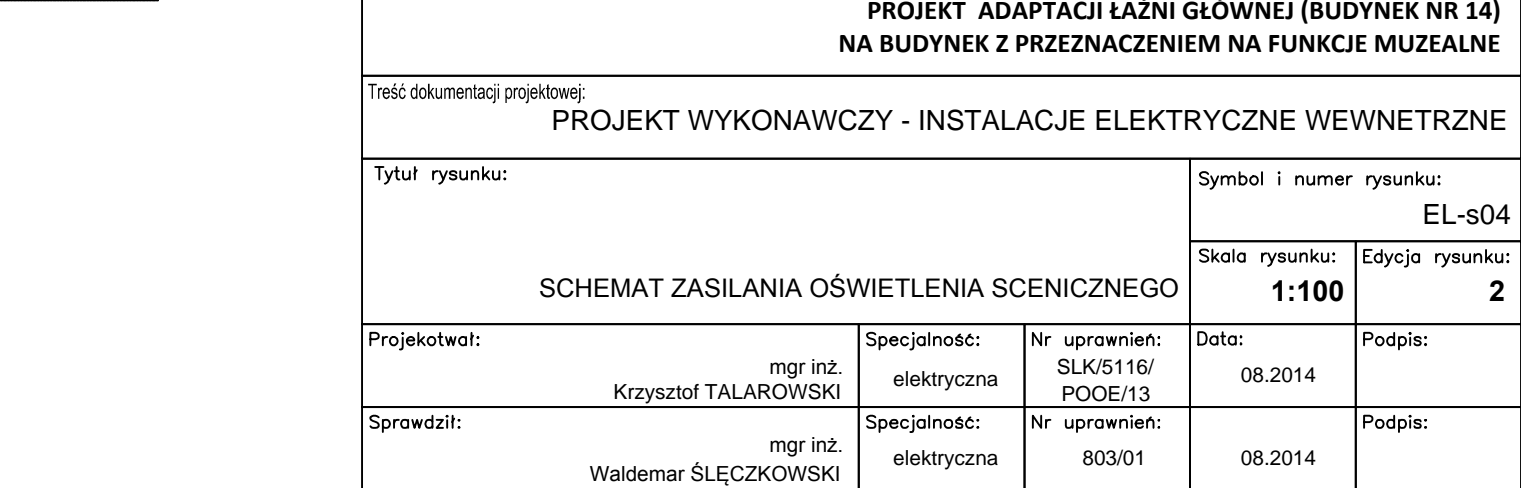 PROJEKT ADAPTACJI ŁAŹNI GŁÓWNEJ (BUDYNEK NR 14)
NA BUDYNEK Z PRZEZNACZENIEM NA FUNKCJE MUZEALNE
Treść dokumentacji projektowej:
PROJEKT WYKONAWCZY - INSTALACJE ELEKTRYCZNE WEWNETRZNE
Tytuł rysunku:
SCHEMAT ZASILANIA OŚWIETLENIA SCENICZNEGO
Symbol i numer rysunku:
EL-s04
Skala rysunku:
1:100
Edycja rysunku:
2
Projekotwał:
mgr inż.
Krzysztof TALAROWSKI
Specjalność:
elektryczna
Nr uprawnień:
SLK/5116/
POOE/13
Data:
08.2014
Podpis:
Sprawdził:
mgr inż.
Waldemar ŚLĘCZKOWSKI
Specjalność:
elektryczna
Nr uprawnień:
803/01
08.2014
Podpis: